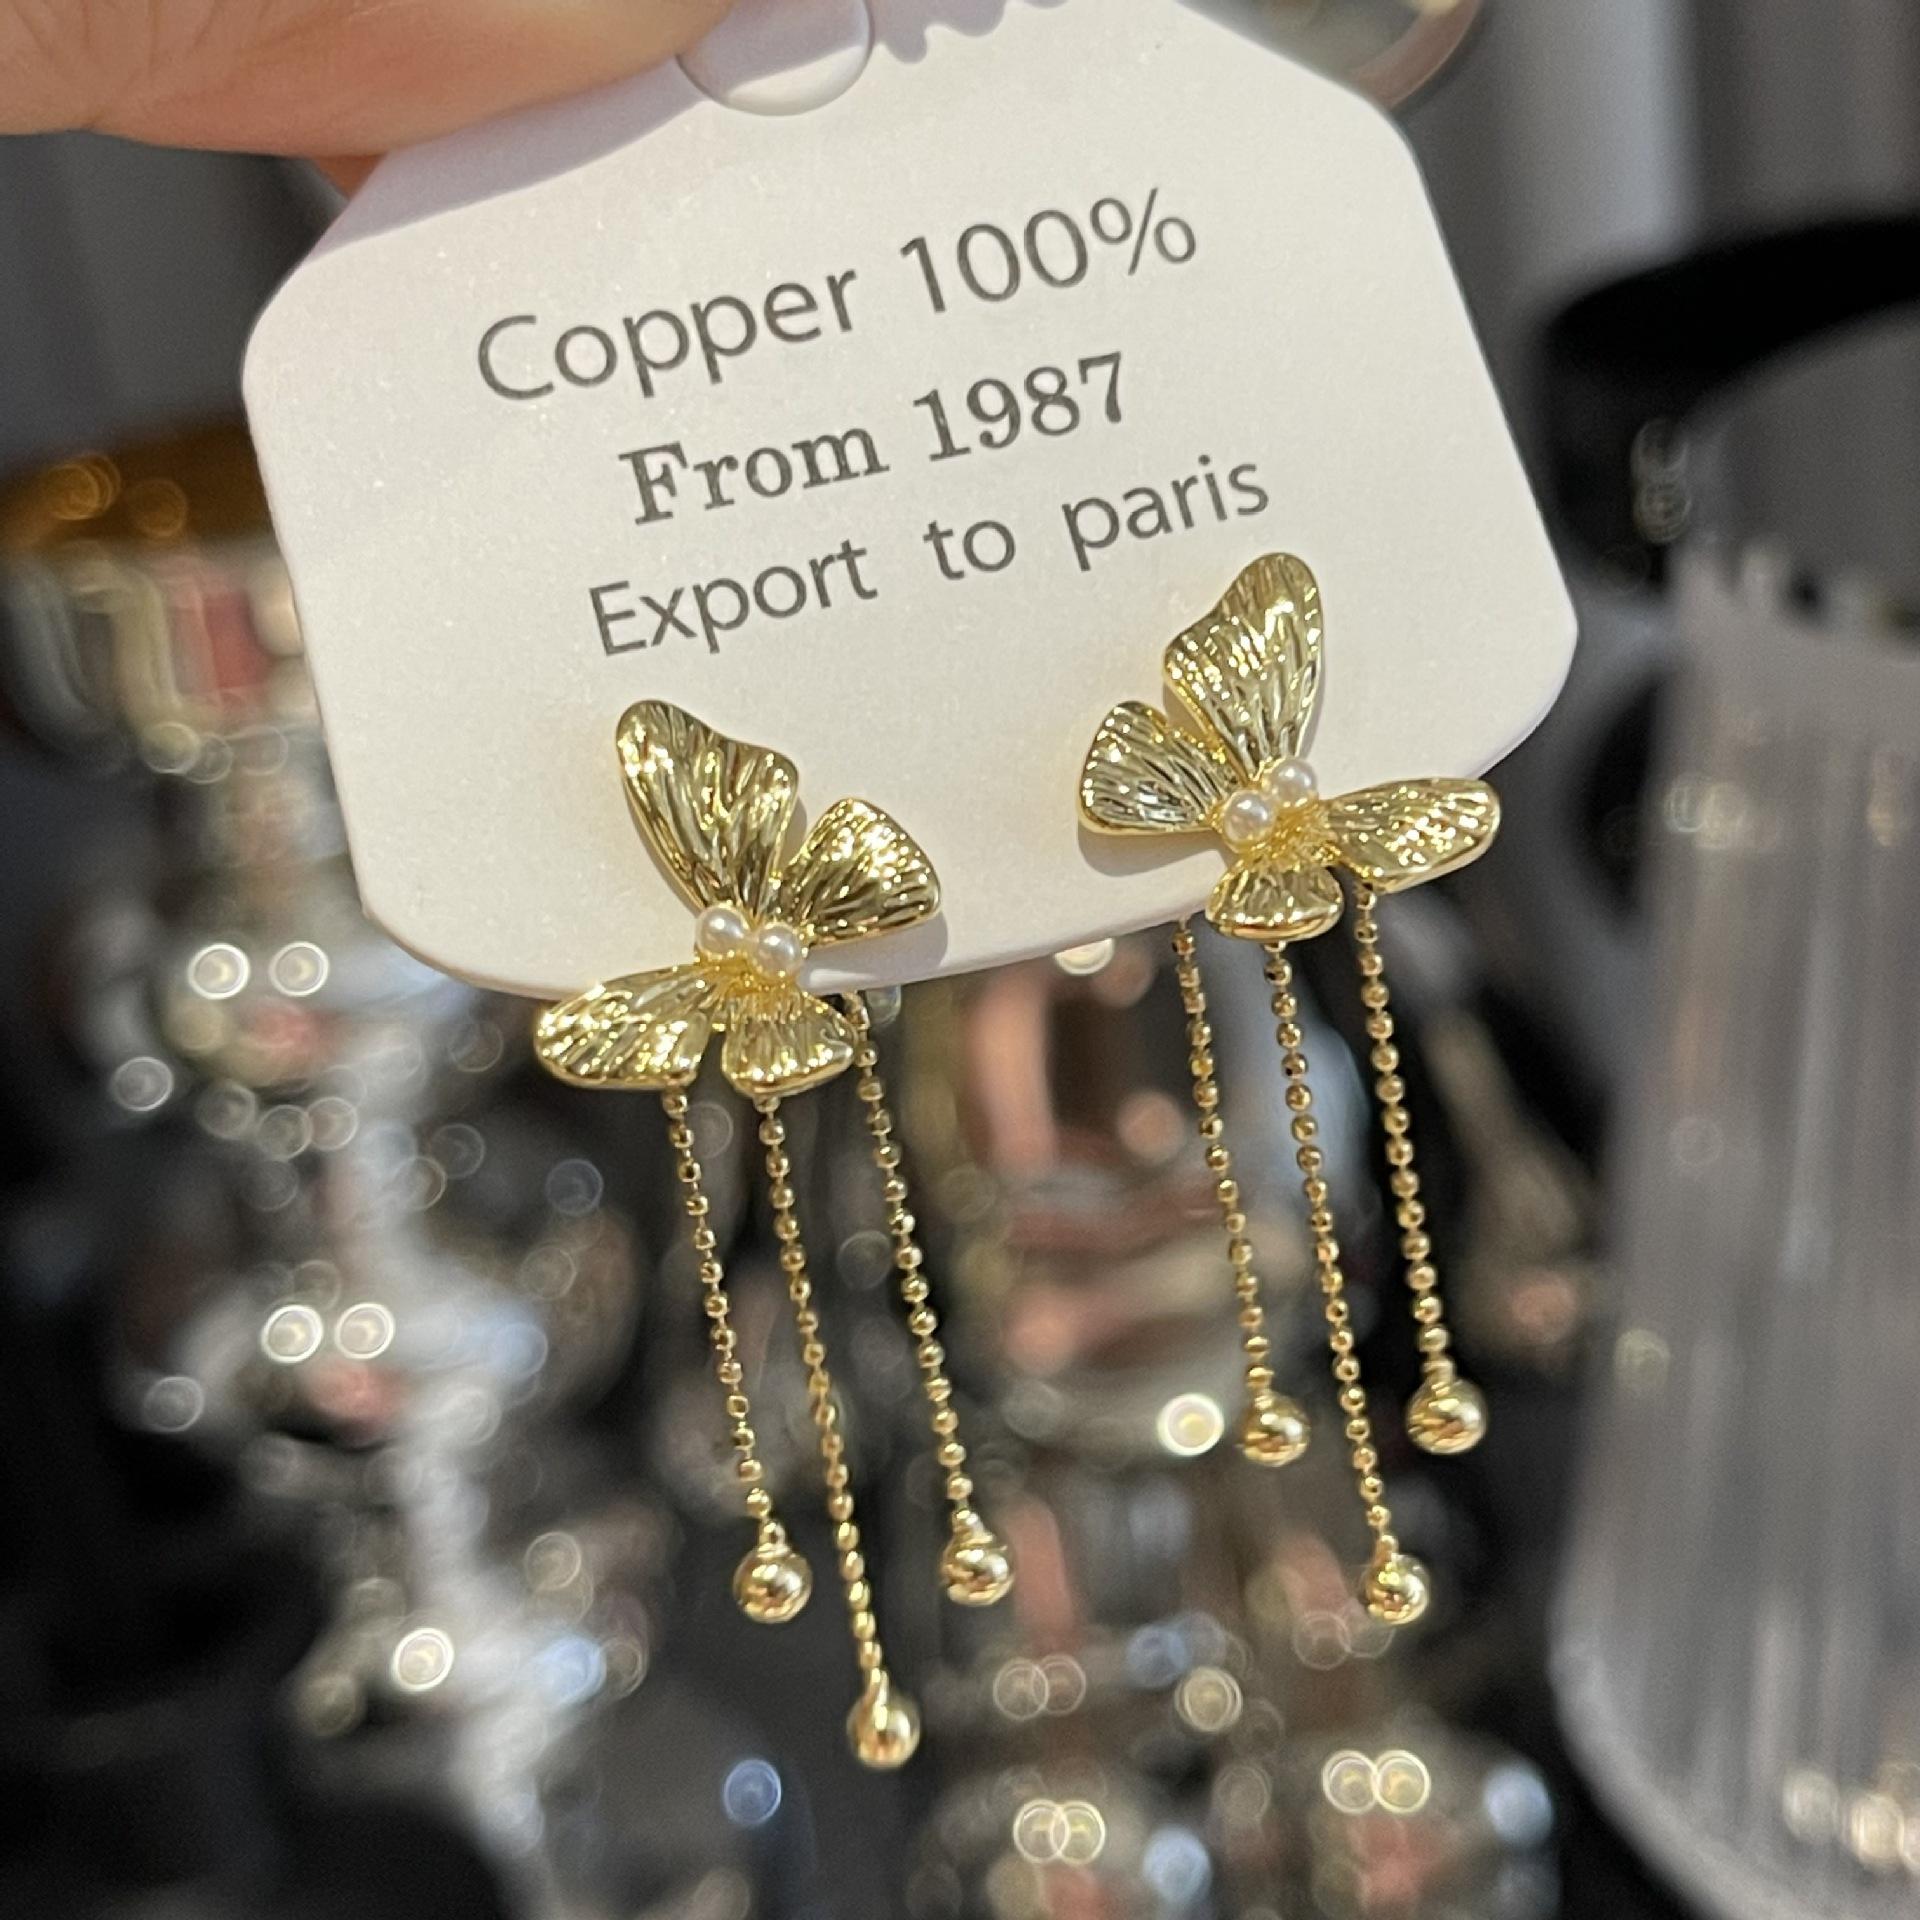 Copper 100%
From 1987
Export to paris